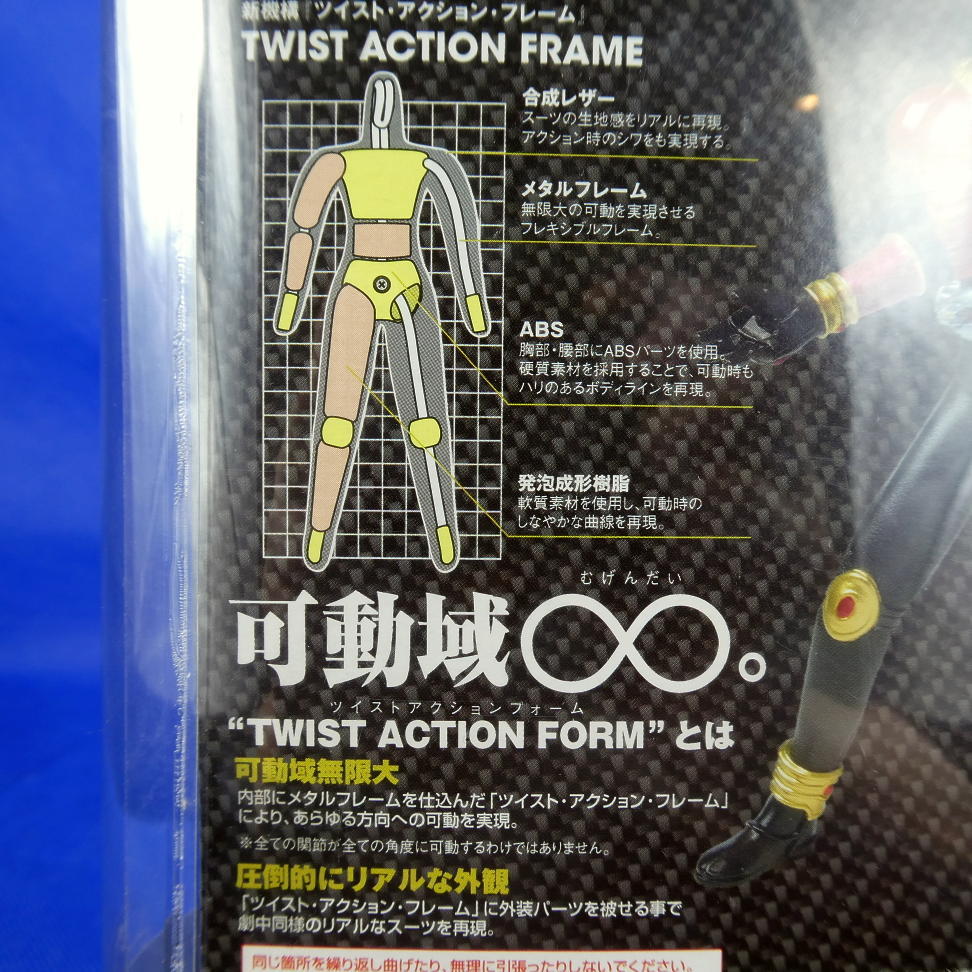 新機構『ツイスト・アクション・フレーム』
TWIST ACTION FRAME
合成レザー
スーツの生地感をリアルに再現。
アクション時のシワをも実現する。
メタルフレーム
無限大の可動を実現させる
フレキシブルフレーム。
ABS
胸部・腰部にABSパーツを使用。
硬質素材を採用することで、可動時も
ハリのあるボディラインを再現。
発泡成形樹脂
軟質素材を使用し、可動時の
しなやかな曲線を再現。
むげんだい
可動域∞。
ツイストアクションフォーム
“TWIST ACTION FORM”とは
可動域無限大
内部にメタルフレームを仕込んだ「ツイスト・アクション・フレーム」
により、あらゆる方向への可動を実現。
※全ての関節が全ての角度に可動するわけではありません。
圧倒的にリアルな外観
「ツイスト・アクション・フレーム」に外装パーツを被せる事で
劇中同様のリアルなスーツを再現。
同じ箇所を繰り返し曲げたり、無理に引張ったりしないでください。